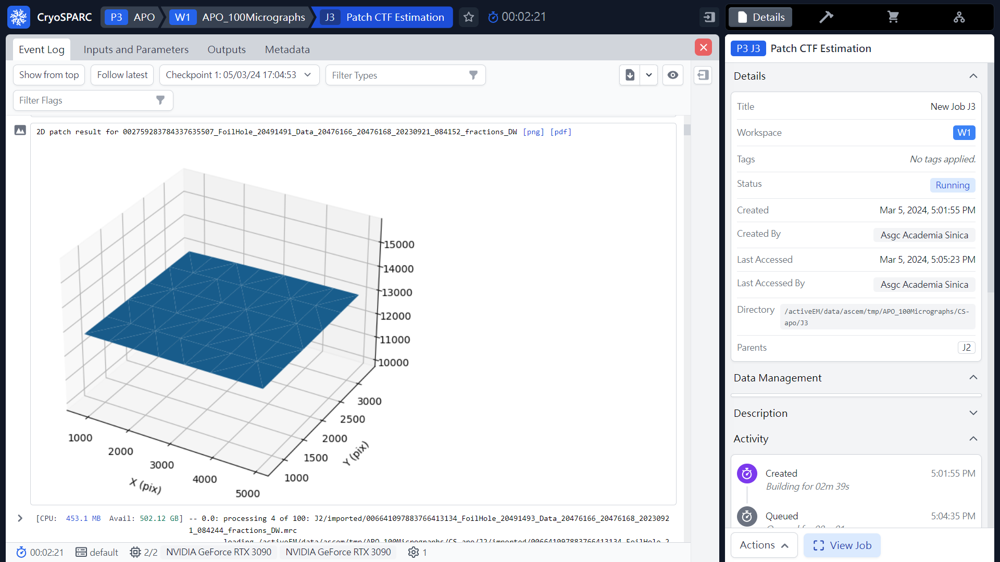 CryoSPARC
P3 APO
W1 APO_100Micrographs
J3 Patch CTF Estimation
00:02:21
Details
Event Log
Inputs and Parameters
Outputs
Metadata
Show from top
Follow latest
Checkpoint 1: 05/03/24 17:04:53
Filter Types
Filter Flags
2D patch result for 002759283784337635507_FoilHole_20491491_Data_20476166_20476168_20230921_084152_fractions_DW [png] [pdf]
15000
14000
13000
12000
11000
10000
3000
2500
2000
1500
1000
Y (pix)
1000
2000
3000
4000
5000
X (pix)
[CPU: 453.1 MB Avail: 502.12 GB] -- 0.0: processing 4 of 100: J2/imported/006641097883766413134_FoilHole_20491493_Data_20476166_20476168_2023092
1_084244_fractions_DW.mrc
loading /activeEM/data/ascem/tmp/APO_100Micrographs/CS-apo/J2/imported/006641097883766413134_FoilHole_2
00:02:21
default
2/2
NVIDIA GeForce RTX 3090
NVIDIA GeForce RTX 3090
1
P3 J3 Patch CTF Estimation
Details
Title New Job J3
Workspace W1
Tags No tags applied.
Status Running
Created Mar 5, 2024, 5:01:55 PM
Created By Asgc Academia Sinica
Last Accessed Mar 5, 2024, 5:05:23 PM
Last Accessed By Asgc Academia Sinica
Directory /activeEM/data/ascem/tmp/APO_100Micrographs/CS-
apo/J3
Parents J2
Data Management
Description
Activity
Created 5:01:55 PM
Building for 02m 39s
Queued 5:04:35 PM
Actions
View Job